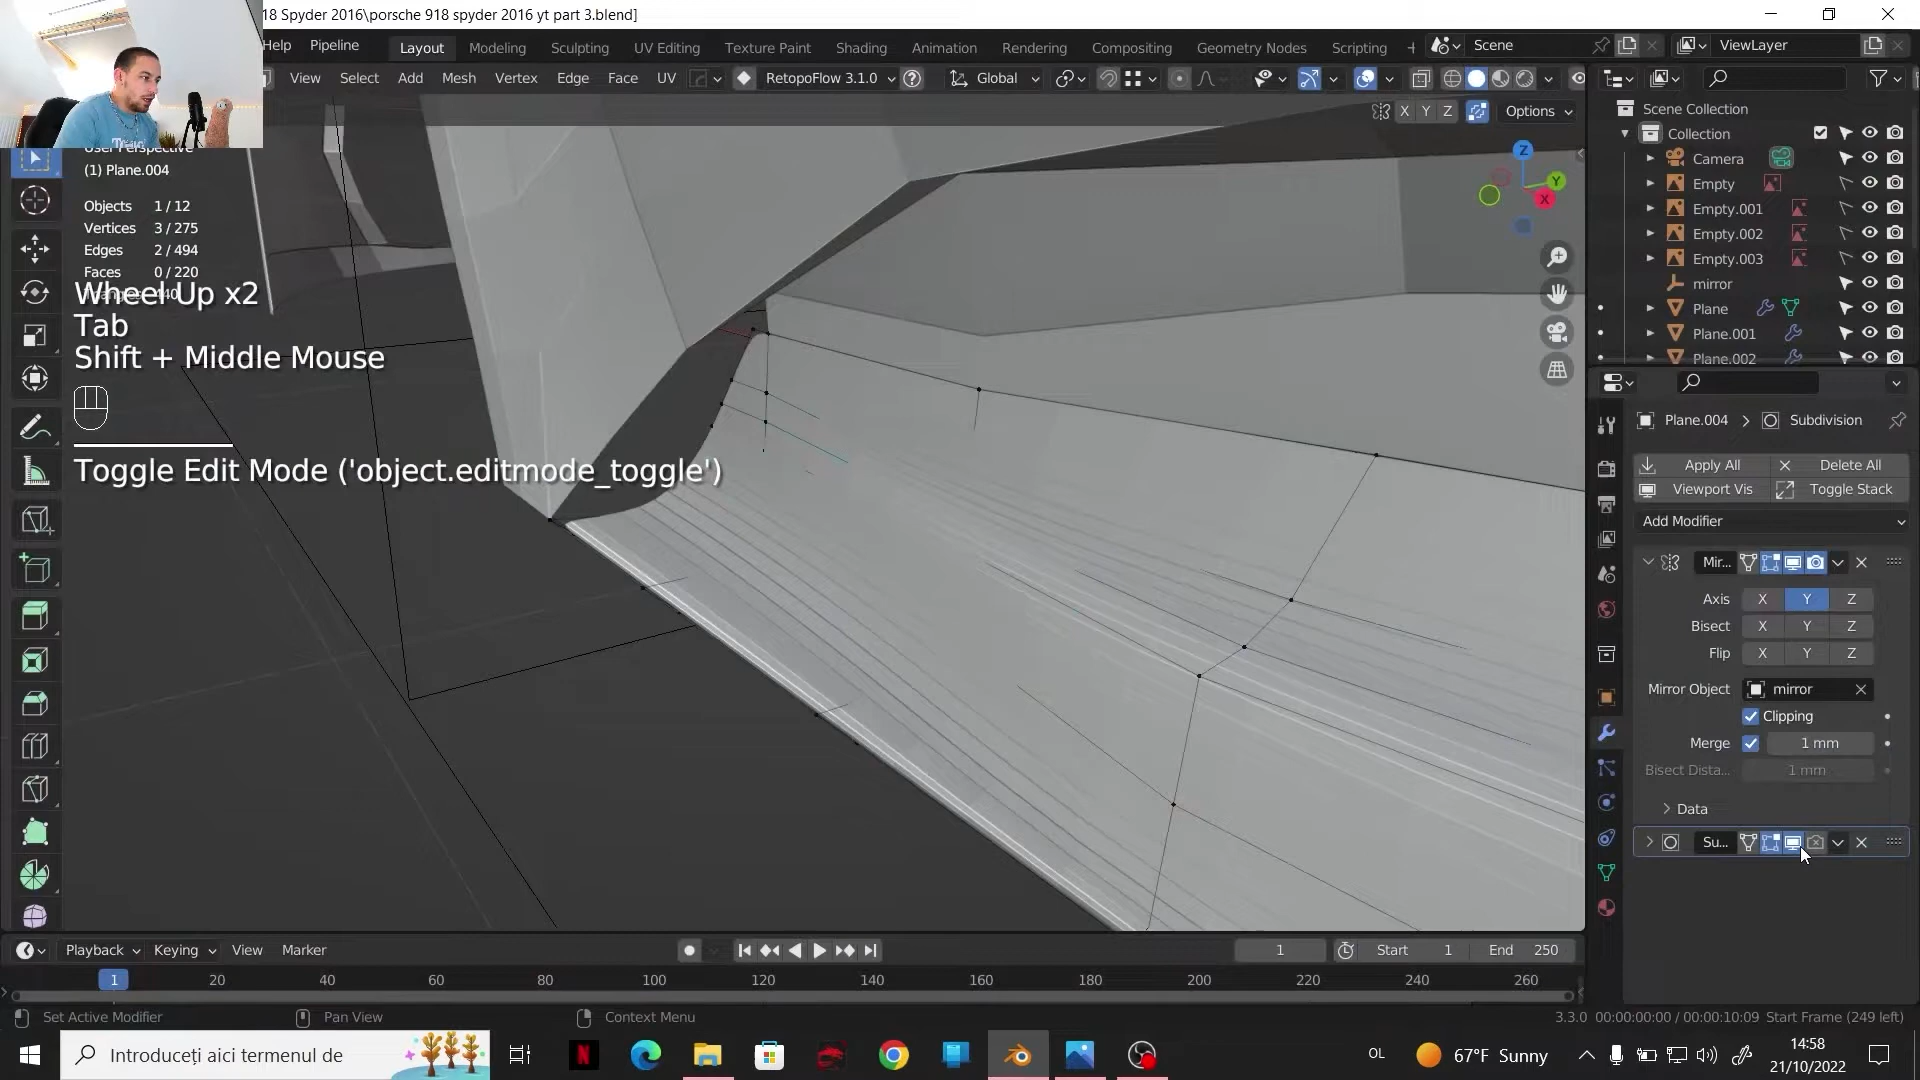 18 Spyder 2016\porsche 918 spyder 2016 yt part 3.blend]
Help Pipeline Layout Modeling Sculpting UV Editing Texture Paint Shading Animation Rendering Compositing Geometry Nodes Scripting + Scene ViewLayer
View Select Add Mesh Vertex Edge Face UV RetopoFlow 3.1.0 Global
X Y Z Options
User Perspective
(1) Plane.004
Objects 1 / 12
Vertices 3 / 275
Edges 2 / 494
Faces 0 / 220
Wheel Up x2
Tab
Shift + Middle Mouse
Toggle Edit Mode ('object.editmode_toggle')
Z
Y
X
Scene Collection
Collection
Camera
Empty
Empty.001
Empty.002
Empty.003
mirror
Plane
Plane.001
Plane.002
Plane.004 > Subdivision
Apply All Delete All
Viewport Vis Toggle Stack
Add Modifier
Mir...
Axis X Y Z
Bisect X Y Z
Flip X Y Z
Mirror Object mirror
Clipping
Merge 1 mm
Bisect Dista... 1 mm
Data
Su...
Playback Keying View Marker 1 Start 1 End 250
1 20 40 60 80 100 120 140 160 180 200 220 240 260
Set Active Modifier Pan View Context Menu 3.3.0 00:00:00:00 / 00:00:10:09 Start Frame (249 left)
Introduceți aici termenul de OL 67°F Sunny 14:58
21/10/2022